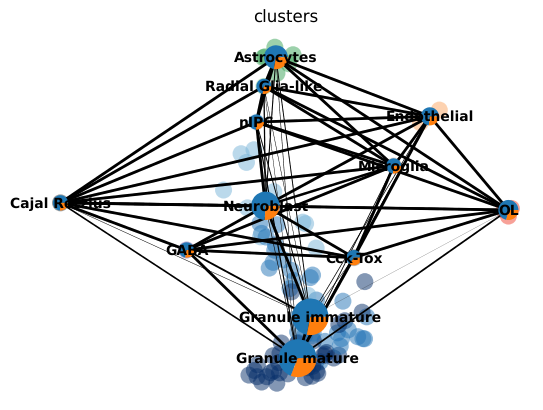 clusters
Astrocytes
Radial Glia-like
nIPC
Endothelial
Microglia
Cajal Retzius
Neuroblast
OL
GABA
Cck-Tox
Granule immature
Granule mature